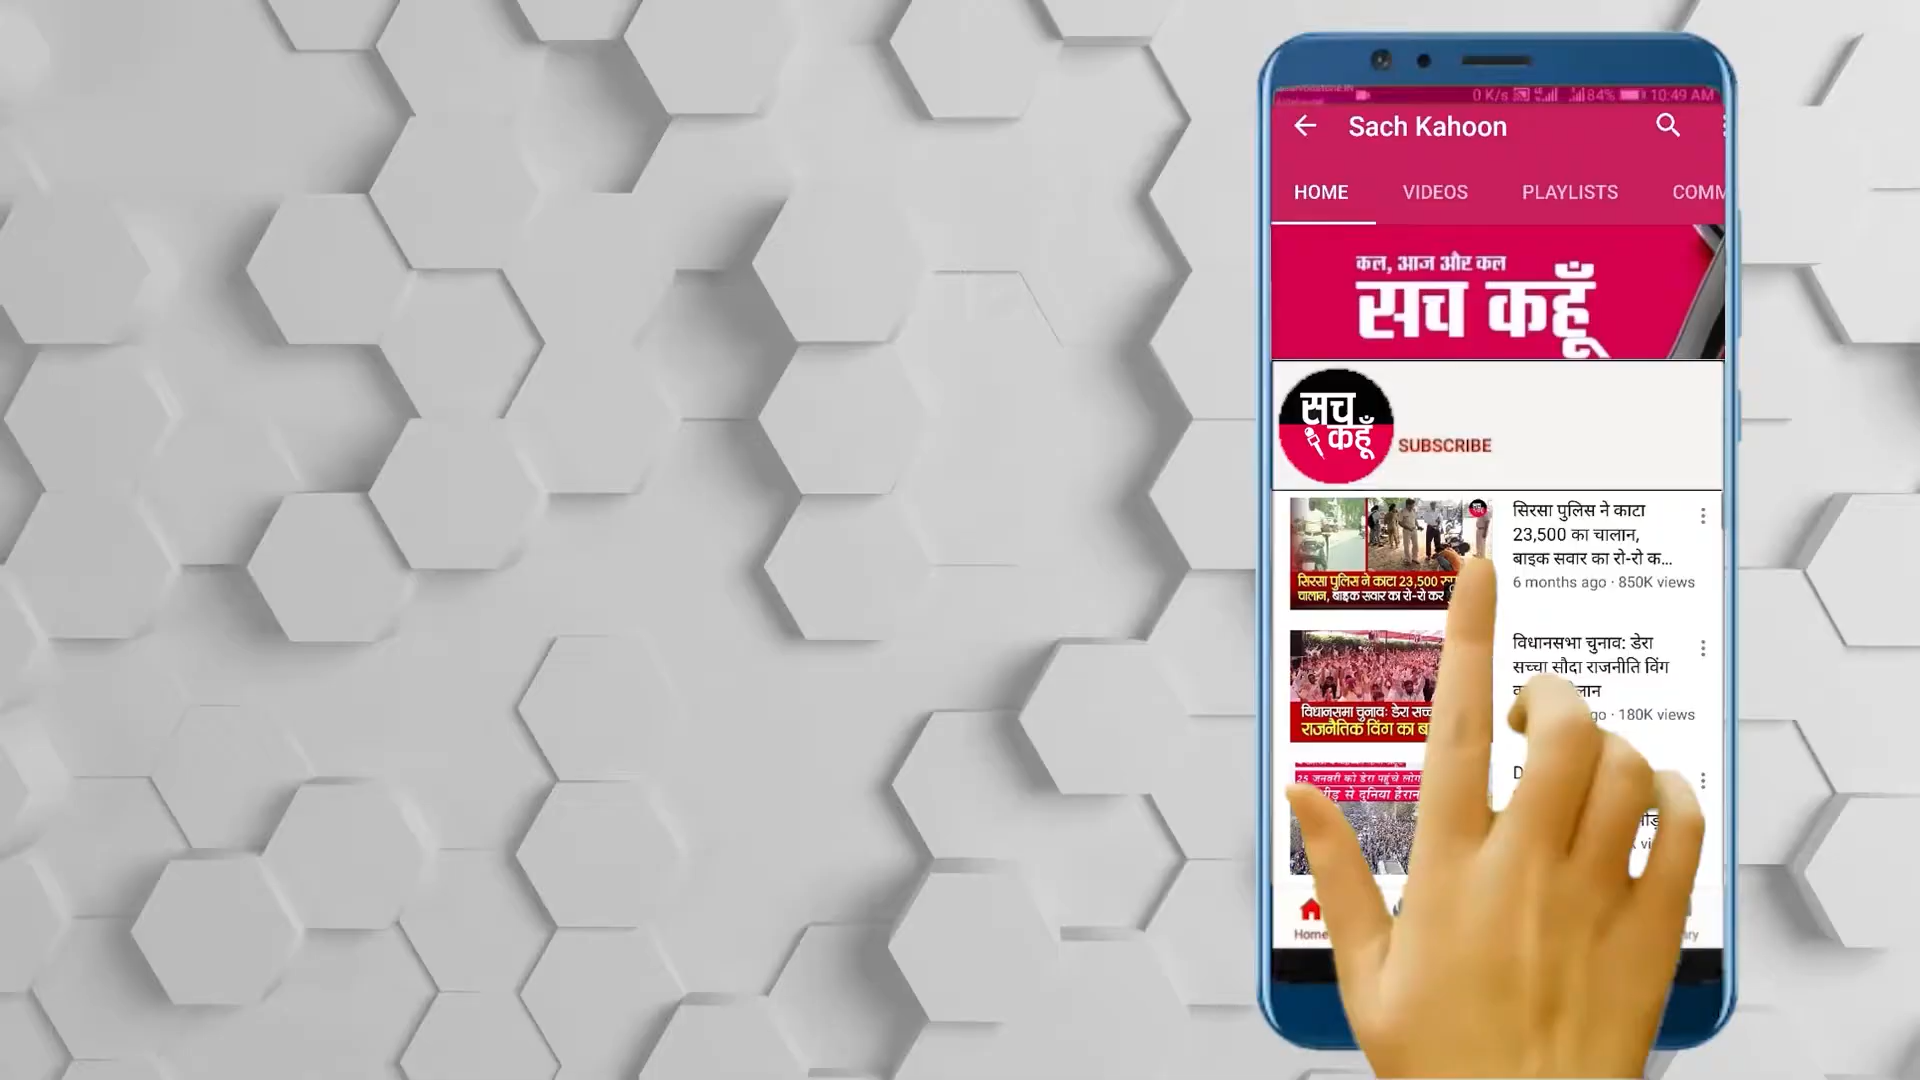 0 K/s 84% 10:49 AM
Sach Kahoon
HOME VIDEOS PLAYLISTS COMM
कल, आज और कल
सच कहूँ
सच
कहूँ
SUBSCRIBE
सिरसा पुलिस ने काटा 23,500
चालान, बाइक सवार का रो-रो कर
सिरसा पुलिस ने काटा
23,500 का चालान,
बाइक सवार का रो-रो क...
6 months ago · 850K views
विधानसभा चुनावः डेरा सच्च
राजनैतिक विंग का
विधानसभा चुनाव: डेरा
सच्चा सौदा राजनीति विंग
go · 180K views
25 जनवरी को डेरा पहुंचे लोग
से दुनिया हैरान
D
Home